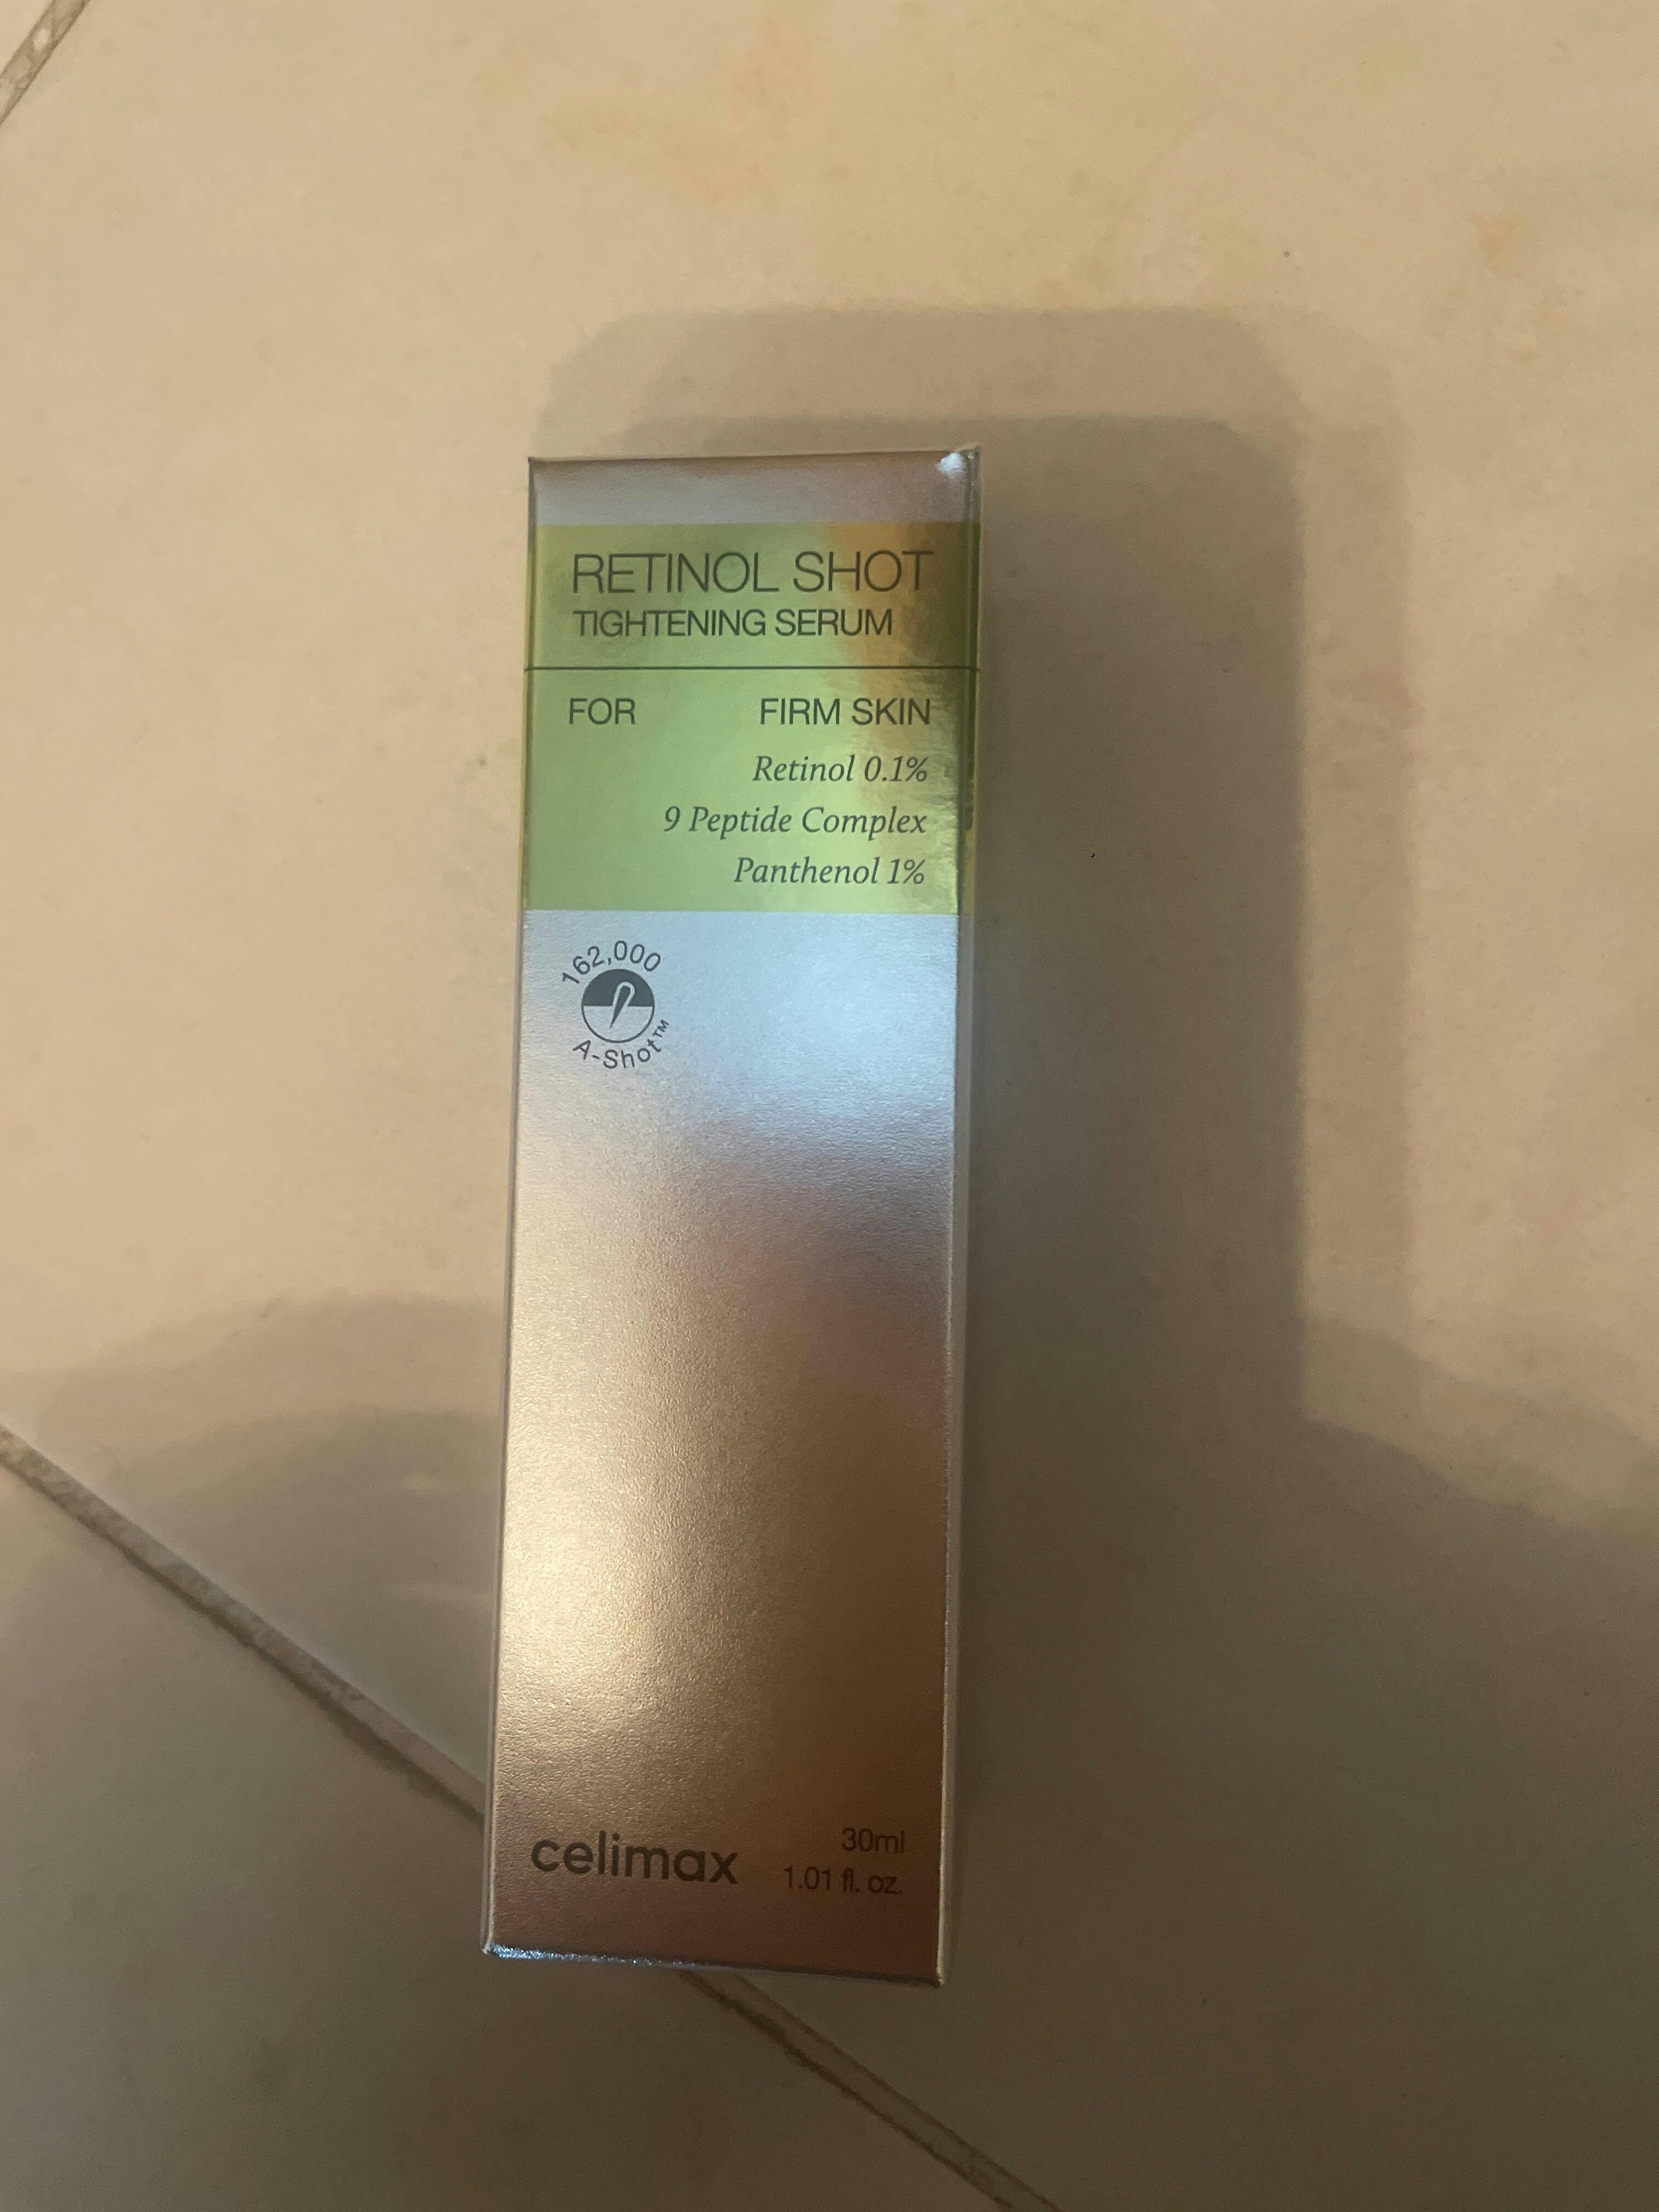 RETINOL SHOT
TIGHTENING SERUM
FOR FIRM SKIN
Retinol 0.1%
9 Peptide Complex
Panthenol 1%
162,000
A-Shot™
celimax
30ml
1.01 fl. oz.